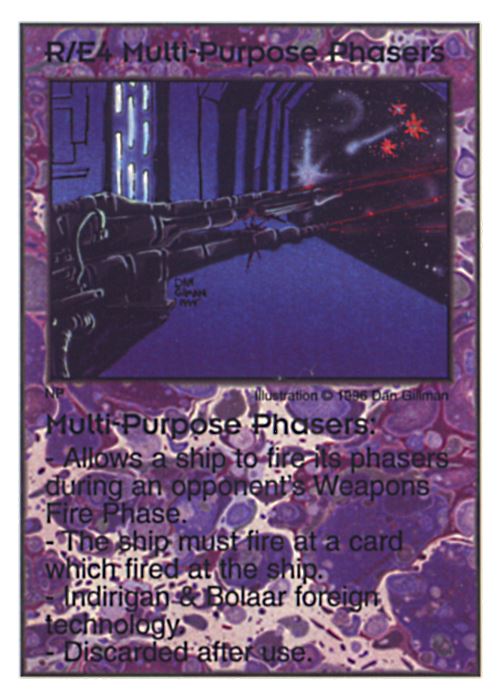 R/E4 Multi-Purpose Phasers
DAN
GILLMAN
NP
Illustration © 1996 Dan Gillman
Multi-Purpose Phasers:
- Allows a ship to fire its phasers
during an opponent's Weapons
Fire Phase.
- The ship must fire at a card
which fired at the ship.
- Indirigan & Bolaar foreign
technology.
- Discarded after use.